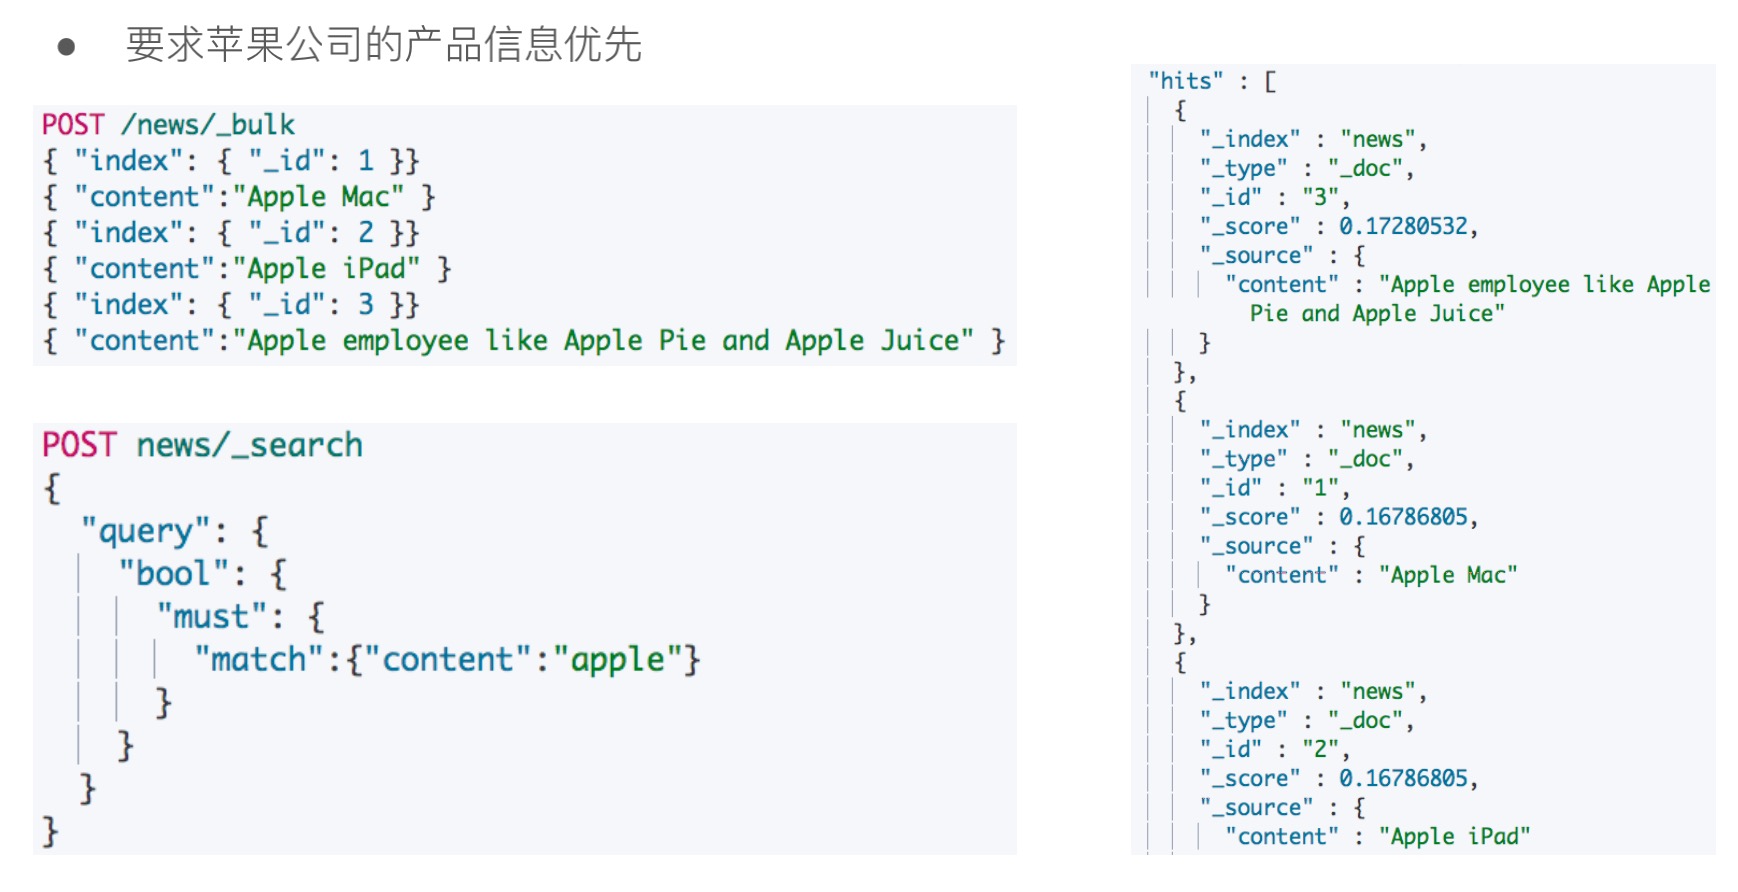 ● 要求苹果公司的产品信息优先
POST /news/_bulk
{ "index": { "_id": 1 }}
{ "content":"Apple Mac" }
{ "index": { "_id": 2 }}
{ "content":"Apple iPad" }
{ "index": { "_id": 3 }}
{ "content":"Apple employee like Apple Pie and Apple Juice" }
POST news/_search
{
  "query": {
    "bool": {
      "must": {
        "match":{"content":"apple"}
      }
    }
  }
}
"hits" : [
  {
    "_index" : "news",
    "_type" : "_doc",
    "_id" : "3",
    "_score" : 0.17280532,
    "_source" : {
      "content" : "Apple employee like Apple
        Pie and Apple Juice"
    }
  },
  {
    "_index" : "news",
    "_type" : "_doc",
    "_id" : "1",
    "_score" : 0.16786805,
    "_source" : {
      "content" : "Apple Mac"
    }
  },
  {
    "_index" : "news",
    "_type" : "_doc",
    "_id" : "2",
    "_score" : 0.16786805,
    "_source" : {
      "content" : "Apple iPad"